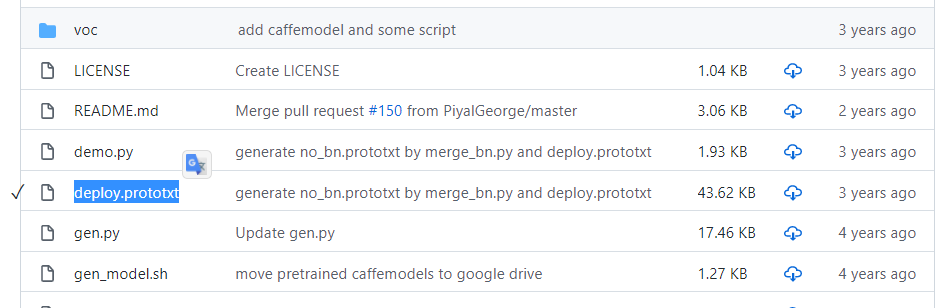 voc add caffemodel and some script 3 years ago
LICENSE Create LICENSE 1.04 KB 3 years ago
README.md Merge pull request #150 from PiyalGeorge/master 3.06 KB 2 years ago
demo.py generate no_bn.prototxt by merge_bn.py and deploy.prototxt 1.93 KB 3 years ago
deploy.prototxt generate no_bn.prototxt by merge_bn.py and deploy.prototxt 43.62 KB 3 years ago
gen.py Update gen.py 17.46 KB 4 years ago
gen_model.sh move pretrained caffemodels to google drive 1.27 KB 4 years ago